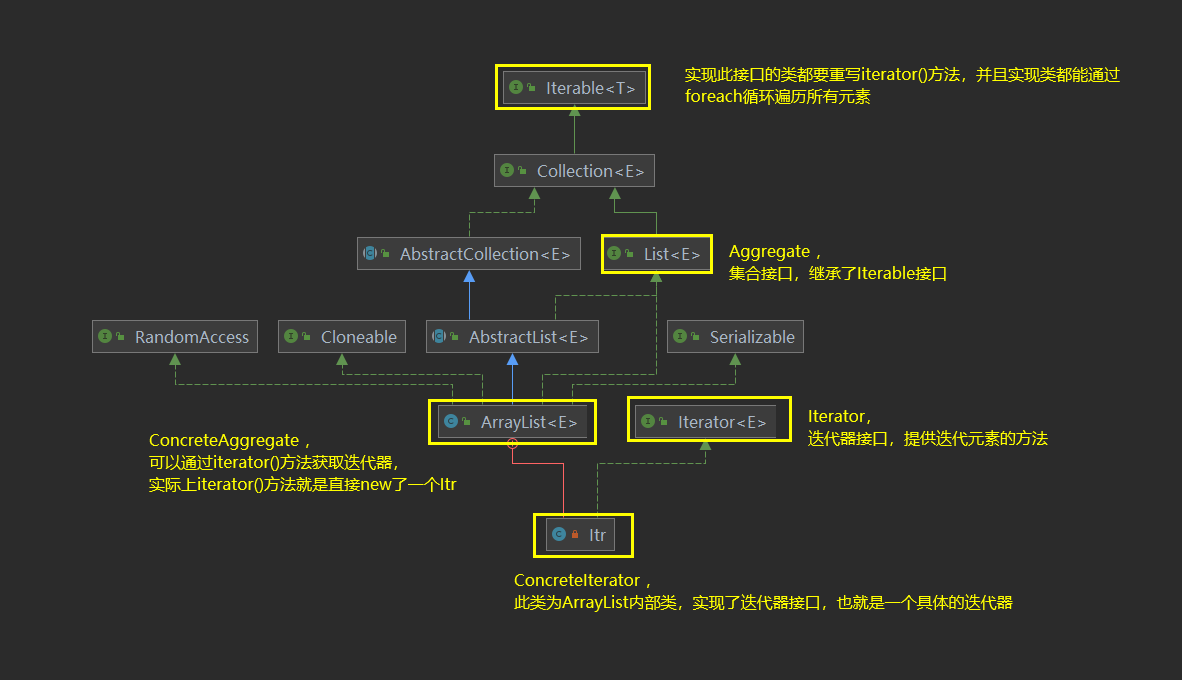 Iterable<T>
实现此接口的类都要重写iterator()方法，并且实现类都能通过
foreach循环遍历所有元素
Collection<E>
AbstractCollection<E>
List<E>
Aggregate ，
集合接口，继承了Iterable接口
RandomAccess
Cloneable
AbstractList<E>
Serializable
ArrayList<E>
Iterator<E>
Iterator，
迭代器接口，提供迭代元素的方法
ConcreteAggregate ，
可以通过iterator()方法获取迭代器，
实际上iterator()方法就是直接new了一个Itr
Itr
ConcreteIterator ，
此类为ArrayList内部类，实现了迭代器接口，也就是一个具体的迭代器